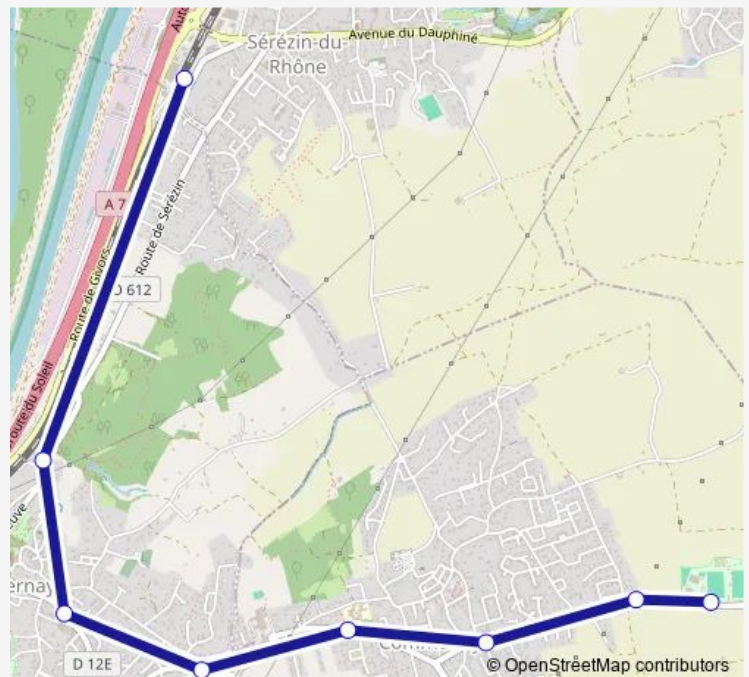 Sérézin-du-
Rhône
Avenue du Dauphiné
A 7
Route de Sérézin
D 612
Route de Givors
Route du Soleil
D 12E
© OpenStreetMap contributors